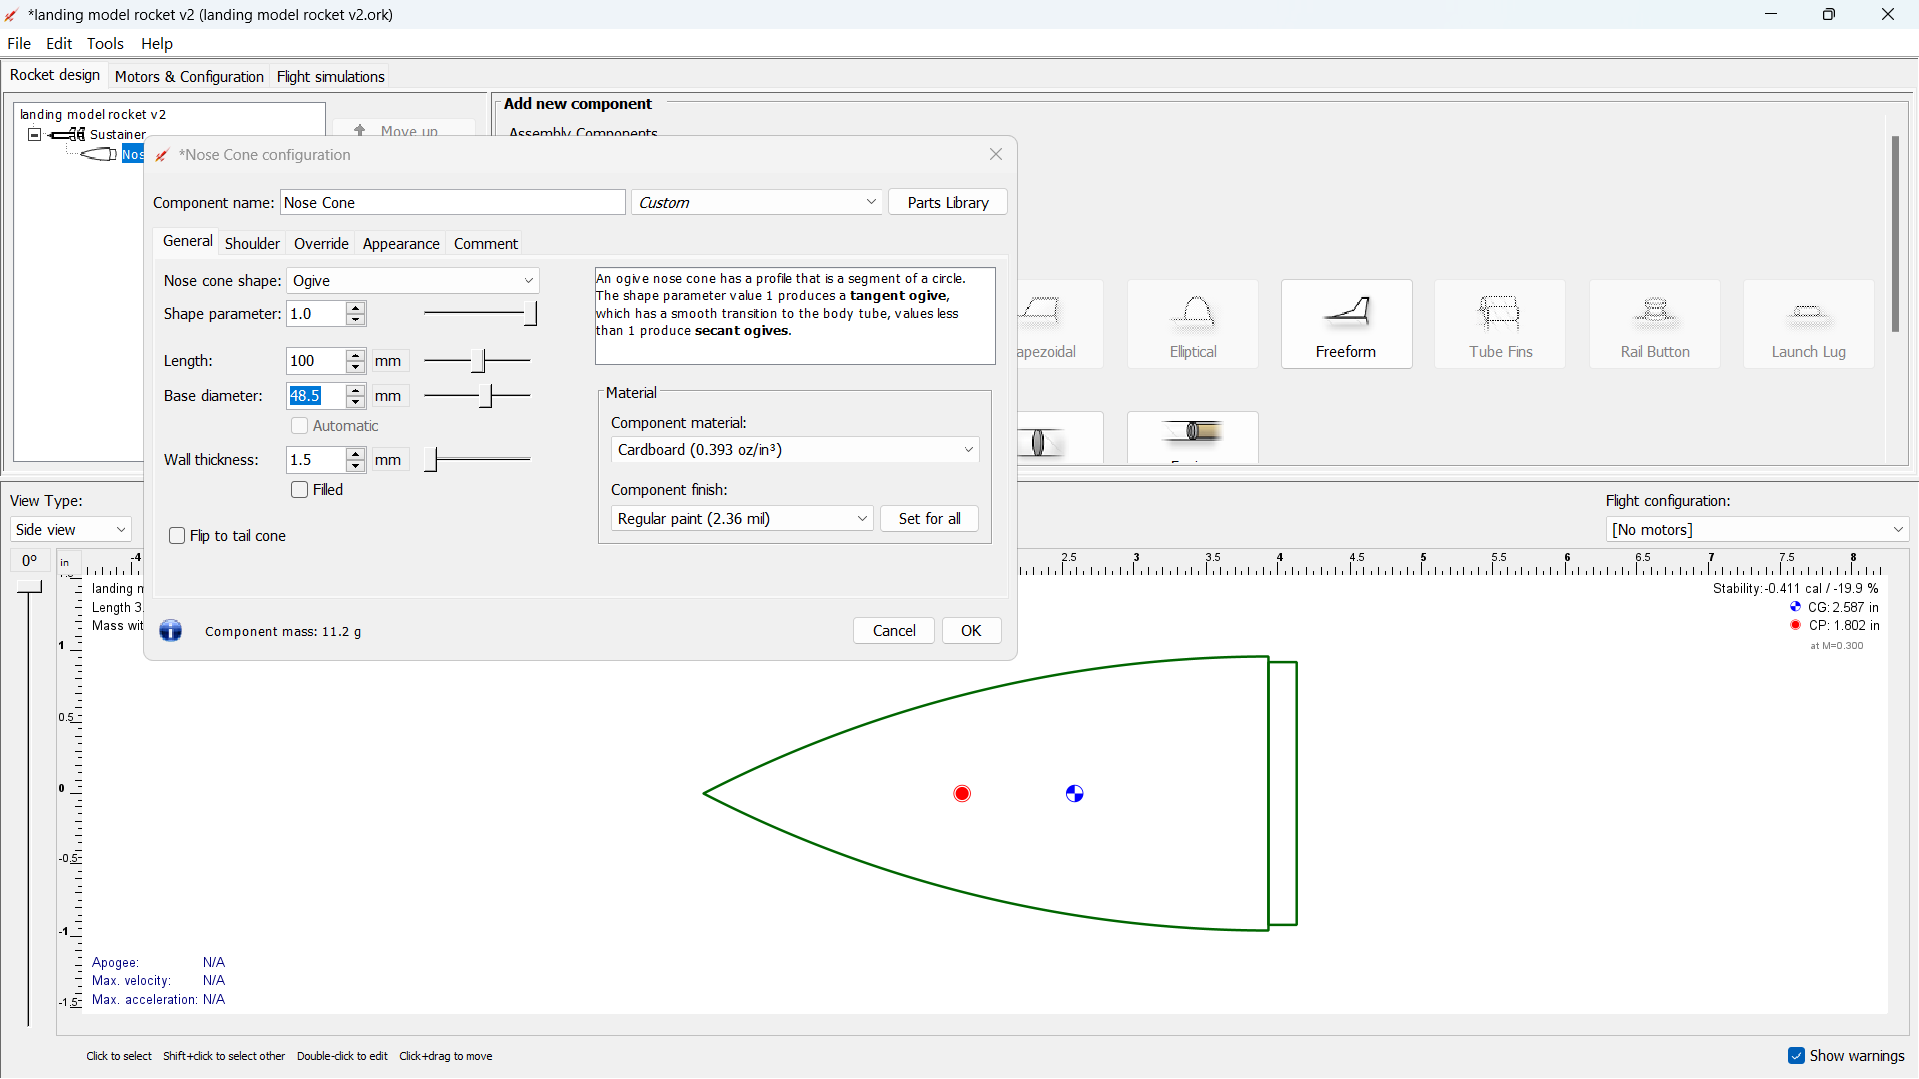 *landing model rocket v2 (landing model rocket v2.ork)
File Edit Tools Help
Rocket design Motors & Configuration Flight simulations
landing model rocket v2
Sustainer
Nos
Move up
Add new component
Assembly Components
*Nose Cone configuration
Component name: Nose Cone Custom Parts Library
General Shoulder Override Appearance Comment
Nose cone shape: Ogive
Shape parameter: 1.0
Length: 100 mm
Base diameter: 48.5 mm
Automatic
Wall thickness: 1.5 mm
Filled
Flip to tail cone
An ogive nose cone has a profile that is a segment of a circle.
The shape parameter value 1 produces a tangent ogive,
which has a smooth transition to the body tube, values less
than 1 produce secant ogives.
Material
Component material:
Cardboard (0.393 oz/in³)
Component finish:
Regular paint (2.36 mil) Set for all
Component mass: 11.2 g
Cancel OK
apezoidal Elliptical Freeform Tube Fins Rail Button Launch Lug
View Type:
Side view
Flight configuration:
[No motors]
0°
in -4 2.5 3 3.5 4 4.5 5 5.5 6 6.5 7 7.5 8
1
0.5
0
-0.5
-1
-1.5
landing m
Length 3.
Mass wit
Stability:-0.411 cal / -19.9 %
CG: 2.587 in
CP: 1.802 in
at M=0.300
Apogee: N/A
Max. velocity: N/A
Max. acceleration: N/A
Click to select Shift+click to select other Double-click to edit Click+drag to move
Show warnings